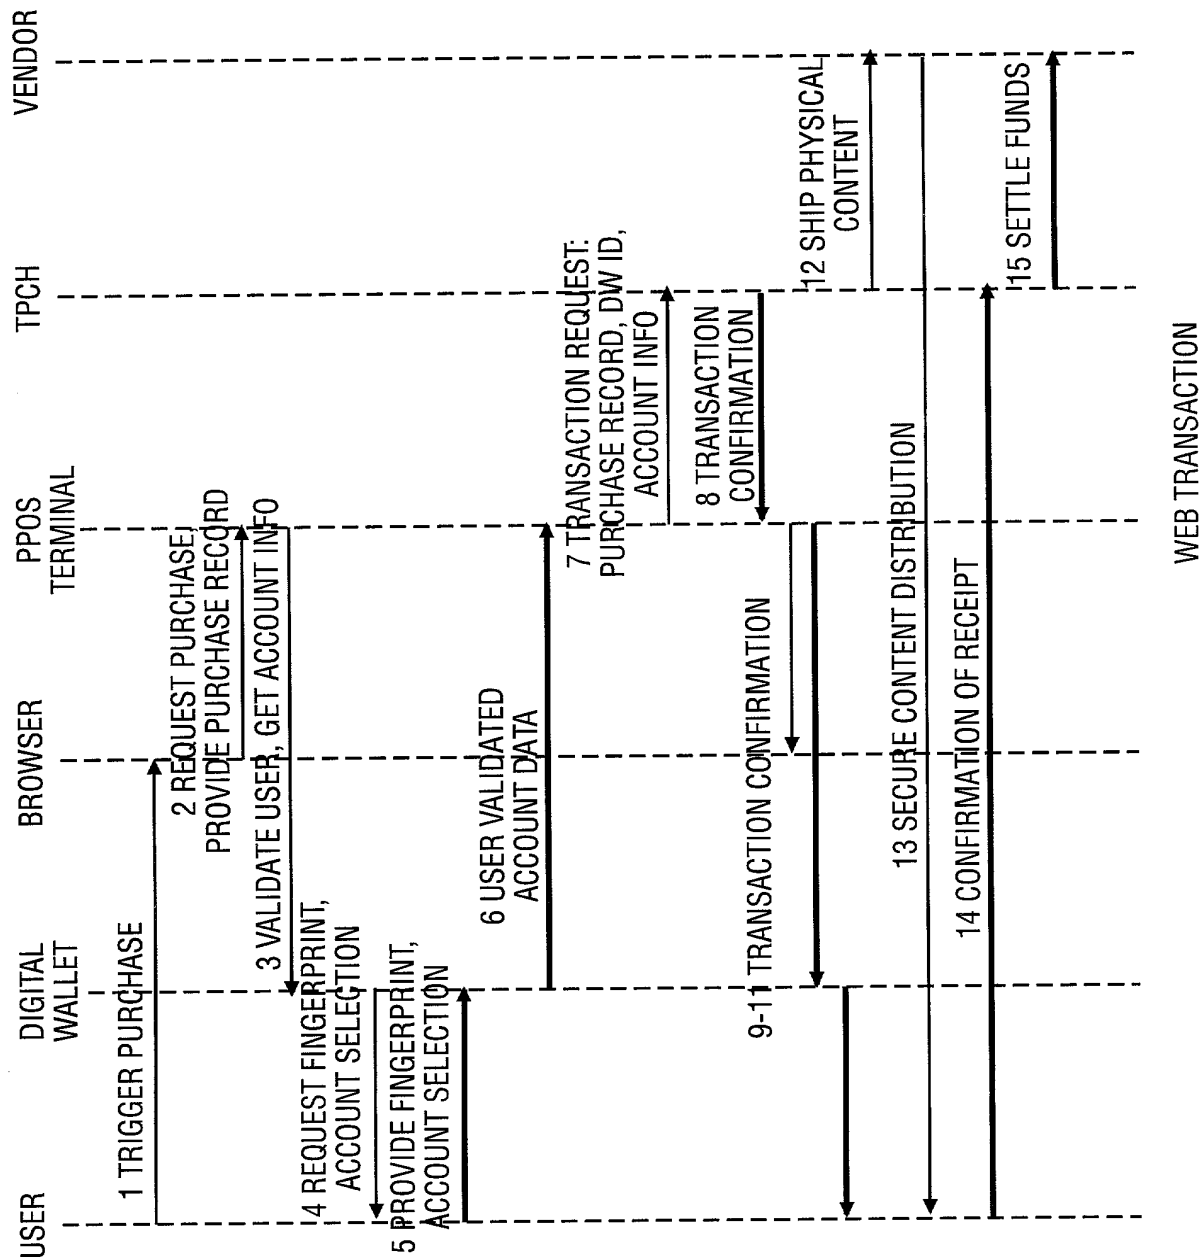 USER
DIGITAL
WALLET
BROWSER
PPOS
TERMINAL
TPCH
VENDOR
1 TRIGGER PURCHASE
2 REQUEST PURCHASE,
PROVIDE PURCHASE RECORD
3 VALIDATE USER, GET ACCOUNT INFO
4 REQUEST FINGERPRINT,
ACCOUNT SELECTION
5 PROVIDE FINGERPRINT,
ACCOUNT SELECTION
6 USER VALIDATED
ACCOUNT DATA
7 TRANSACTION REQUEST:
PURCHASE RECORD, DW ID,
ACCOUNT INFO
8 TRANSACTION
CONFIRMATION
9-11 TRANSACTION CONFIRMATION
12 SHIP PHYSICAL
CONTENT
13 SECURE CONTENT DISTRIBUTION
14 CONFIRMATION OF RECEIPT
15 SETTLE FUNDS
WEB TRANSACTION